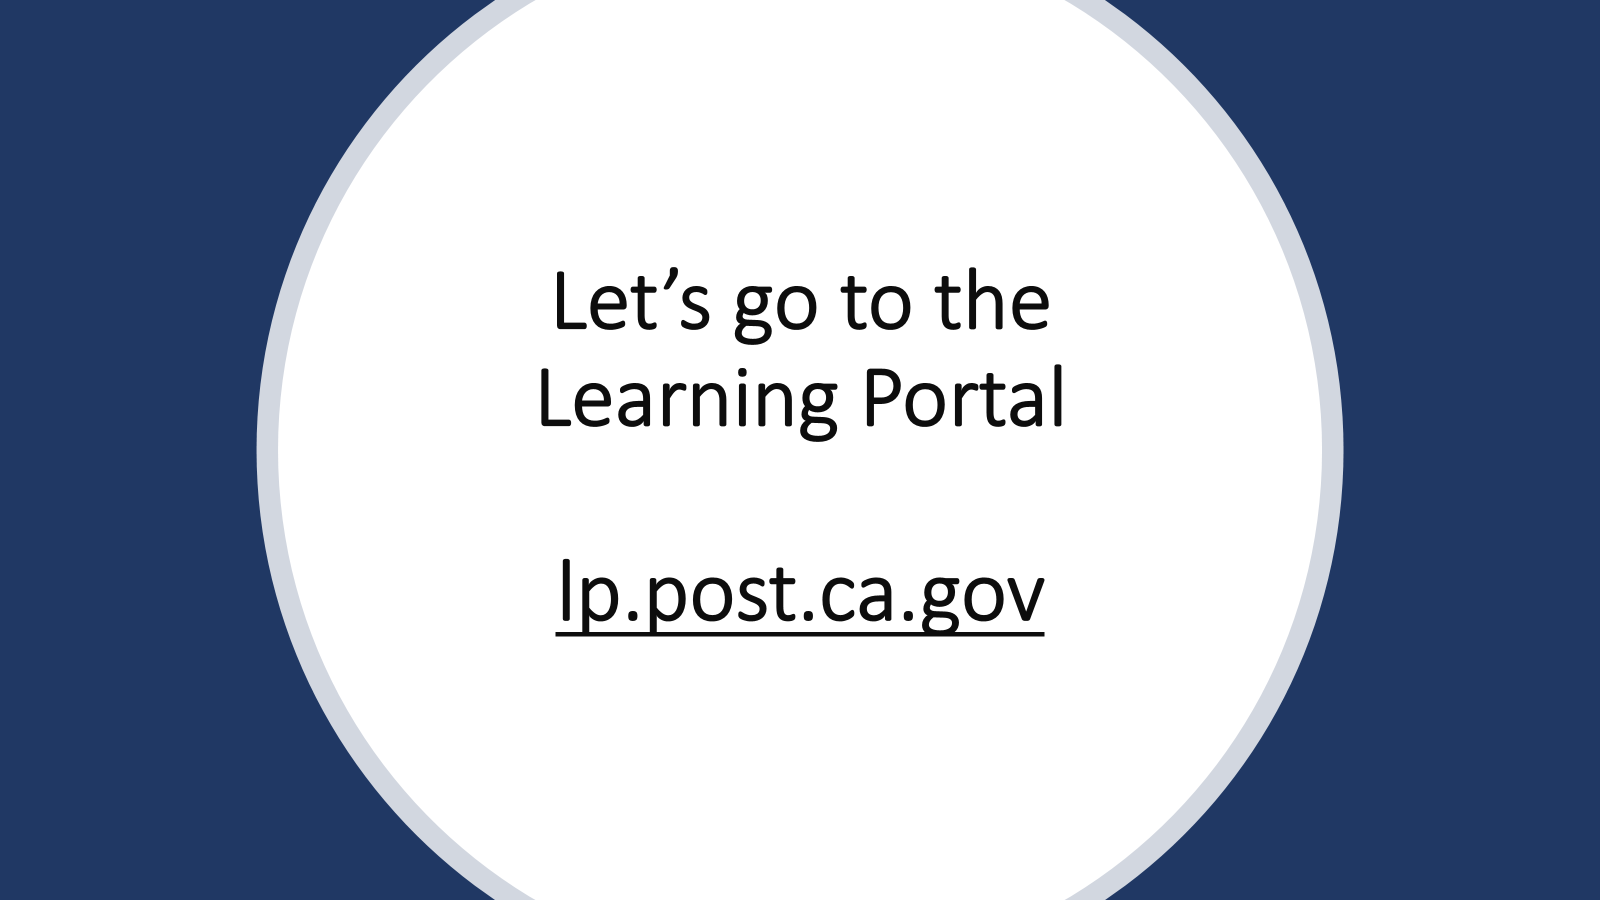 Let’s go to the
Learning Portal
lp.post.ca.gov